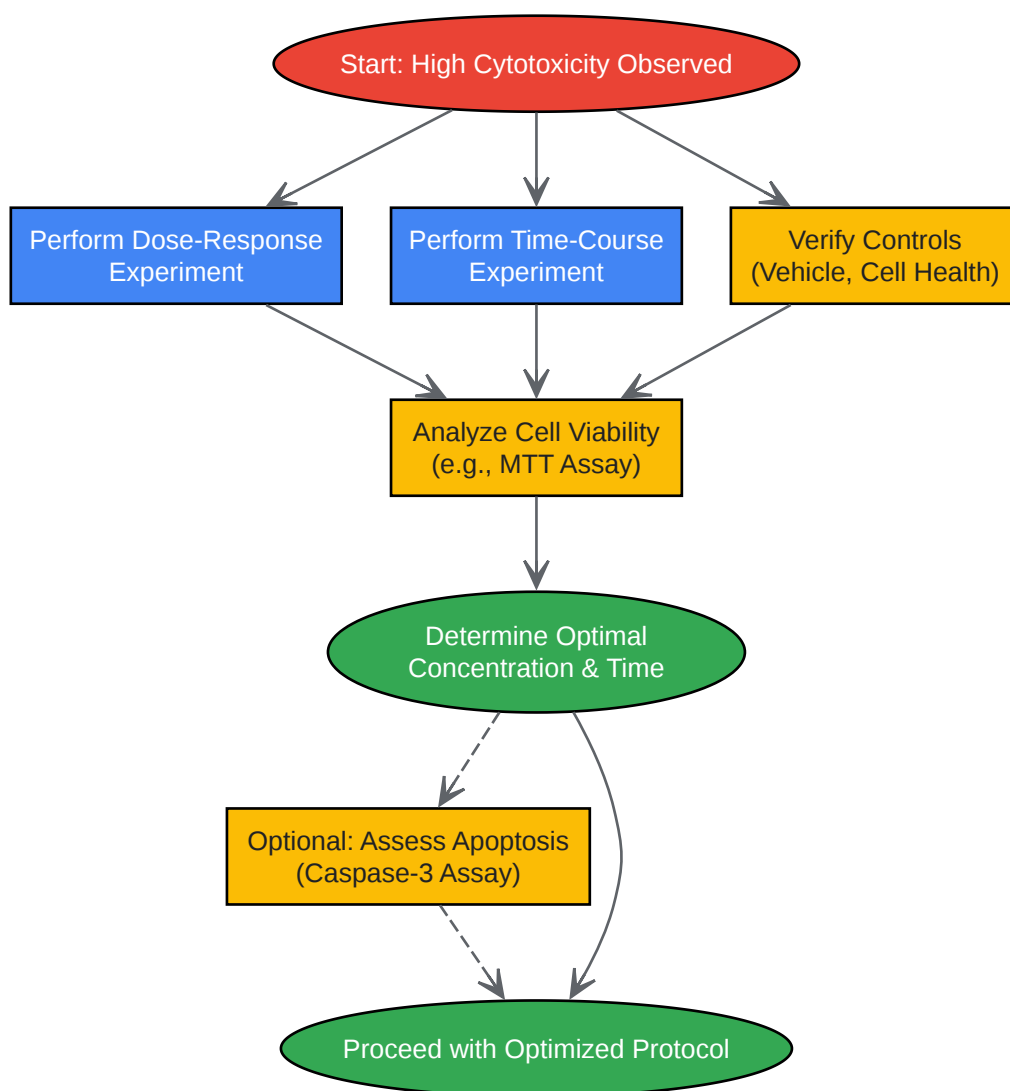 Start: High Cytotoxicity Observed
Perform Dose-Response
Experiment
Perform Time-Course
Experiment
Verify Controls
(Vehicle, Cell Health)
Analyze Cell Viability
(e.g., MTT Assay)
Determine Optimal
Concentration & Time
Optional: Assess Apoptosis
(Caspase-3 Assay)
Proceed with Optimized Protocol